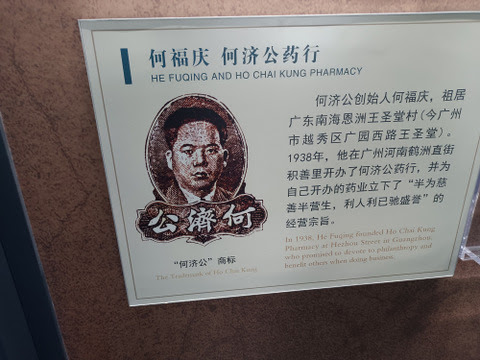 何福庆 何济公药行
HE FUQING AND HO CHAI KUNG PHARMACY
公濟何
“何济公”商标
The Trademark of Ho Chai Kung
何济公创始人何福庆，祖居
广东南海恩洲王圣堂村(今广州
市越秀区广园西路王圣堂)。
1938年，他在广州河南鹤洲直街
积善里开办了何济公药行，并为
自己开办的药业立下了“半为慈
善半营生，利人利已驰盛誉”的
经营宗旨。
In 1938, He Fuqing founded Ho Chai Kung
Pharmacy at Hezhou Street in Guangzhou,
who promised to devote to philanthropy and
benefit others when doing business.